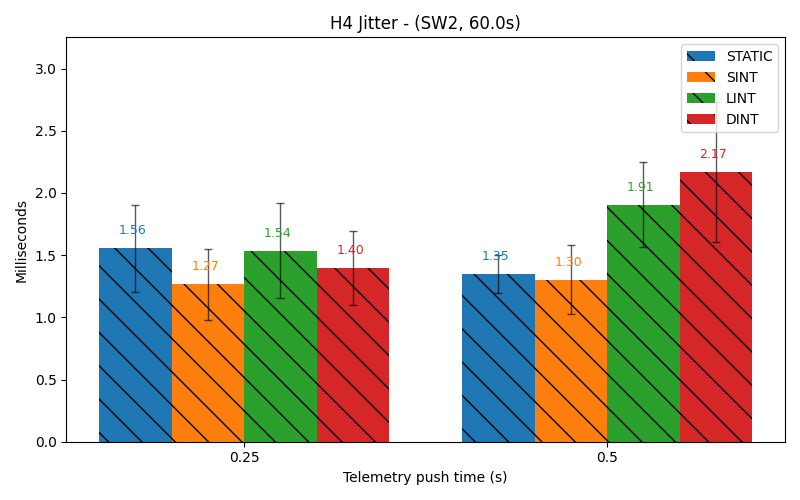 H4 Jitter - (SW2, 60.0s)
STATIC
SINT
LINT
DINT
3.0
2.5
2.0
1.5
1.0
0.5
0.0
Milliseconds
1.56
1.27
1.54
1.40
1.35
1.30
1.91
2.17
0.25
0.5
Telemetry push time (s)